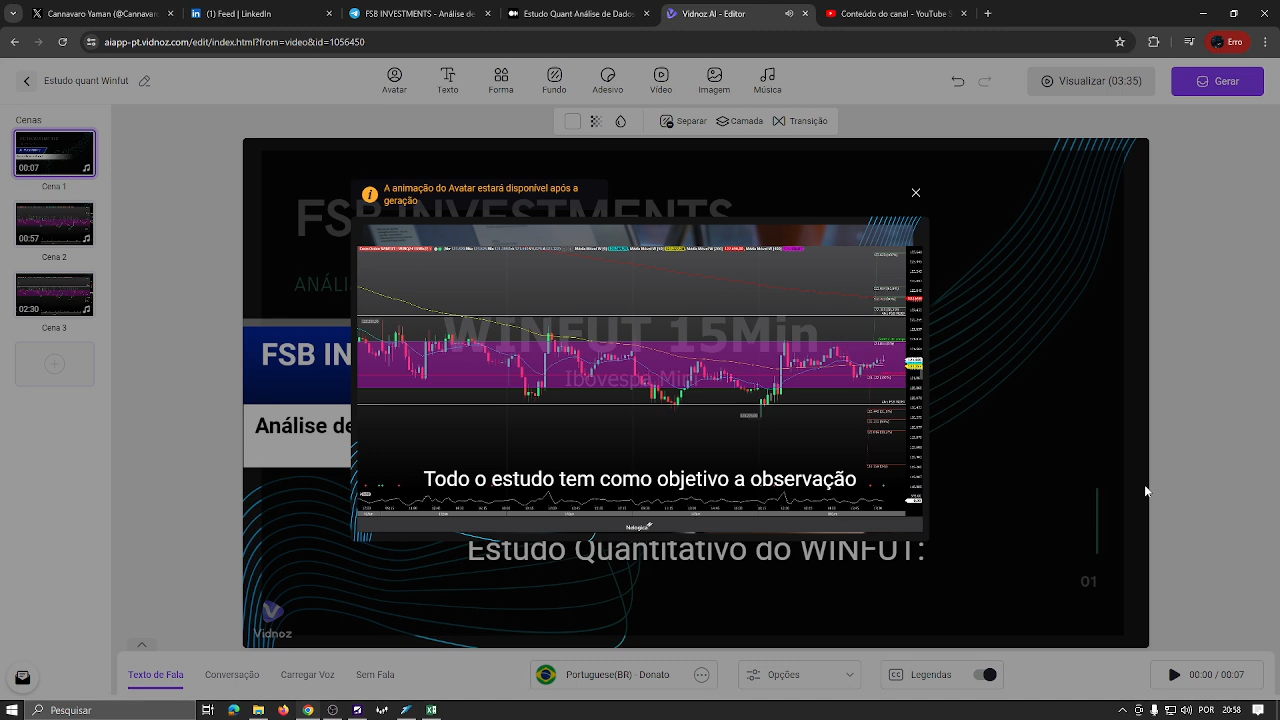 Cannavaro Yaman (@Cannavaro
(1) Feed | LinkedIn
FSB INVESTMENTS - Análise de
Estudo Quant Análise de Dados
Vidnoz AI - Editor
Conteúdo do canal - YouTube S
aiapp-pt.vidnoz.com/edit/index.html?from=video&id=1056450
Erro
Estudo quant Winfut
Avatar
Texto
Forma
Fundo
Adesivo
Vídeo
Imagem
Música
Visualizar (03:35)
Gerar
Cenas
Separar
Camada
Transição
00:07
Cena 1
00:57
Cena 2
02:30
Cena 3
A animação do Avatar estará disponível após a
geração
FSB INVESTMENTS
ANÁLIS
FSB IN
Análise de
WINFUT 15Min
Ibovespa Mini
Todo o estudo tem como objetivo a observação
Nelogica
Estudo Quantitativo do WINFUT:
01
Vidnoz
Texto de Fala
Conversação
Carregar Voz
Sem Fala
Portuguese (BR) - Donato
Opções
Legendas
00:00 / 00:07
Pesquisar
POR
20:58